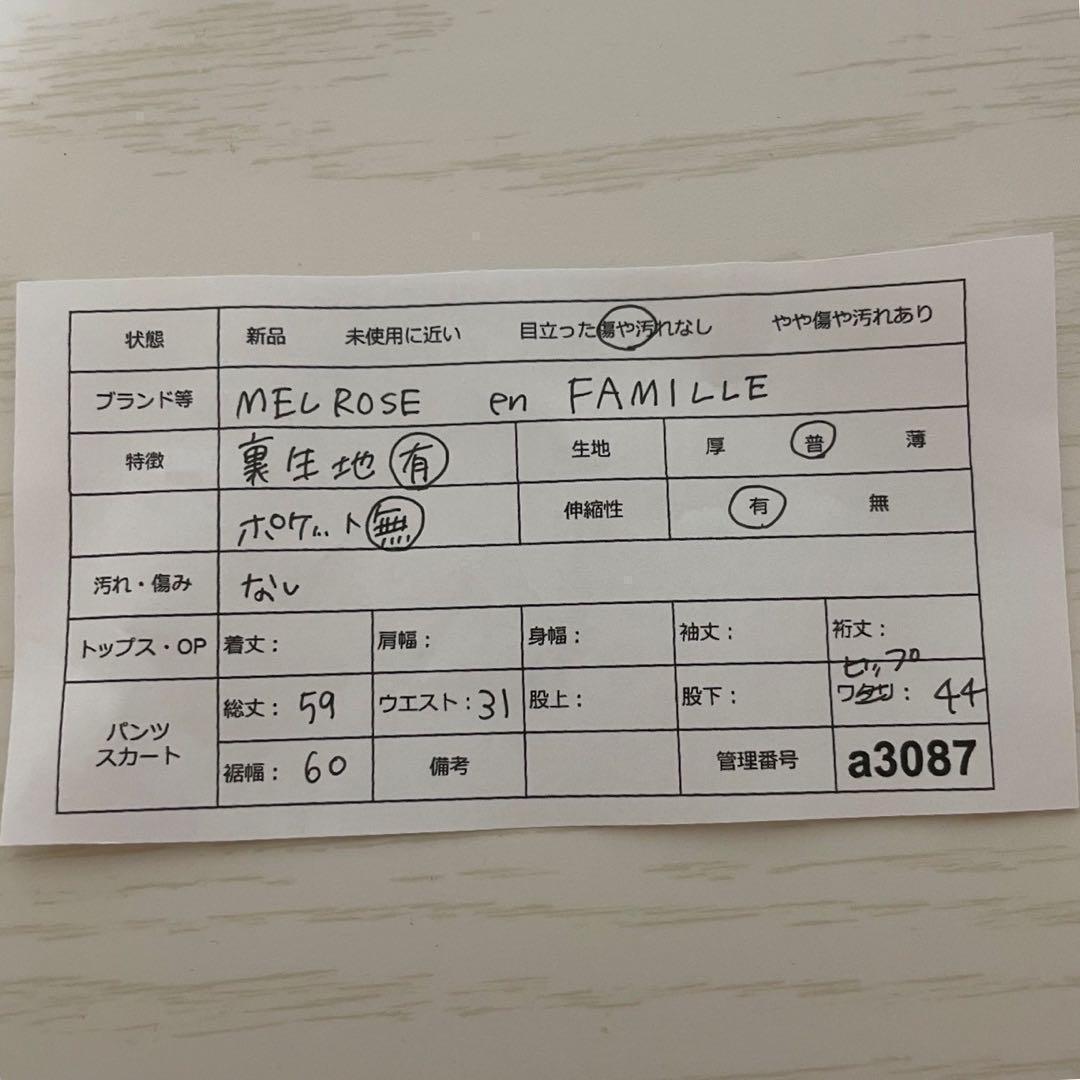 状態 新品 未使用に近い 目立った傷や汚れなし やや傷や汚れあり
ブランド等 MELROSE en FAMILLE
特徴 裏生地 有 生地 厚 普 薄
ポケット 無 伸縮性 有 無
汚れ・傷み なし
トップス・OP 着丈： 肩幅： 身幅： 袖丈： 裄丈：
ヒップ
パンツ スカート 総丈：59 ウエスト：31 股上： 股下： ワタリ：44
裾幅：60 備考 管理番号 a3087